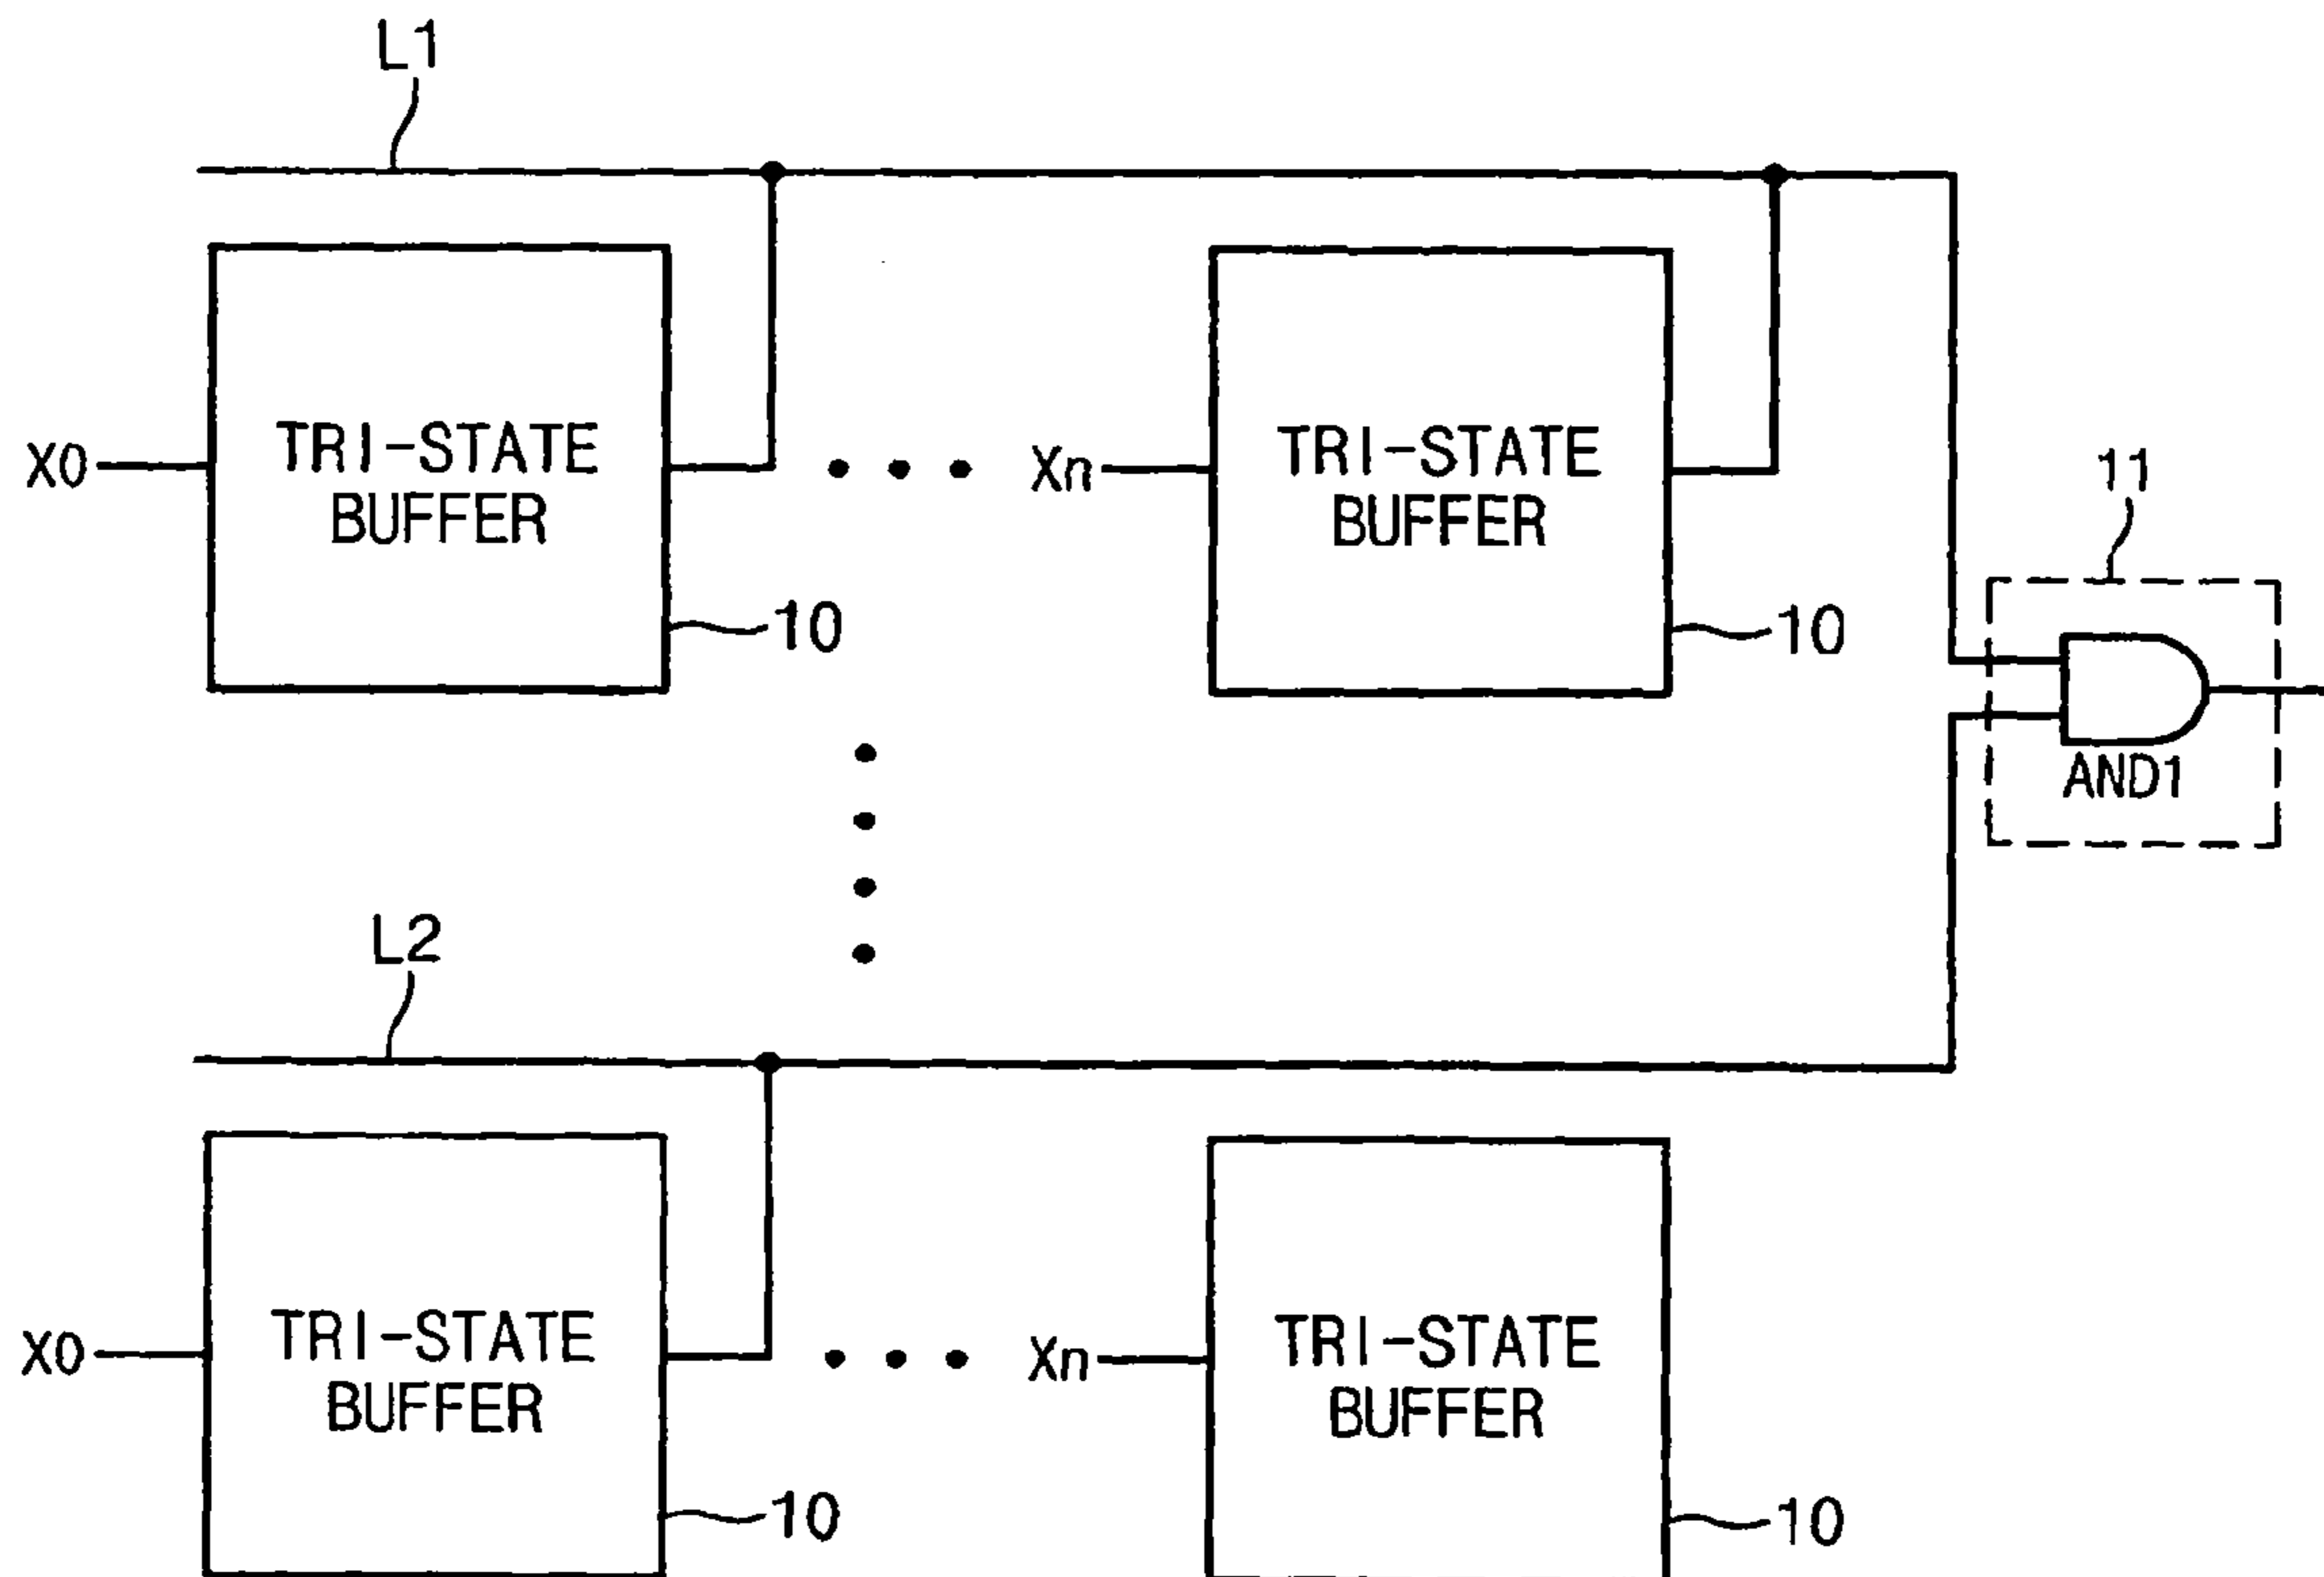 L1
X0
TRI-STATE
BUFFER
10
Xn
TRI-STATE
BUFFER
10
11
AND1
L2
X0
TRI-STATE
BUFFER
10
Xn
TRI-STATE
BUFFER
10